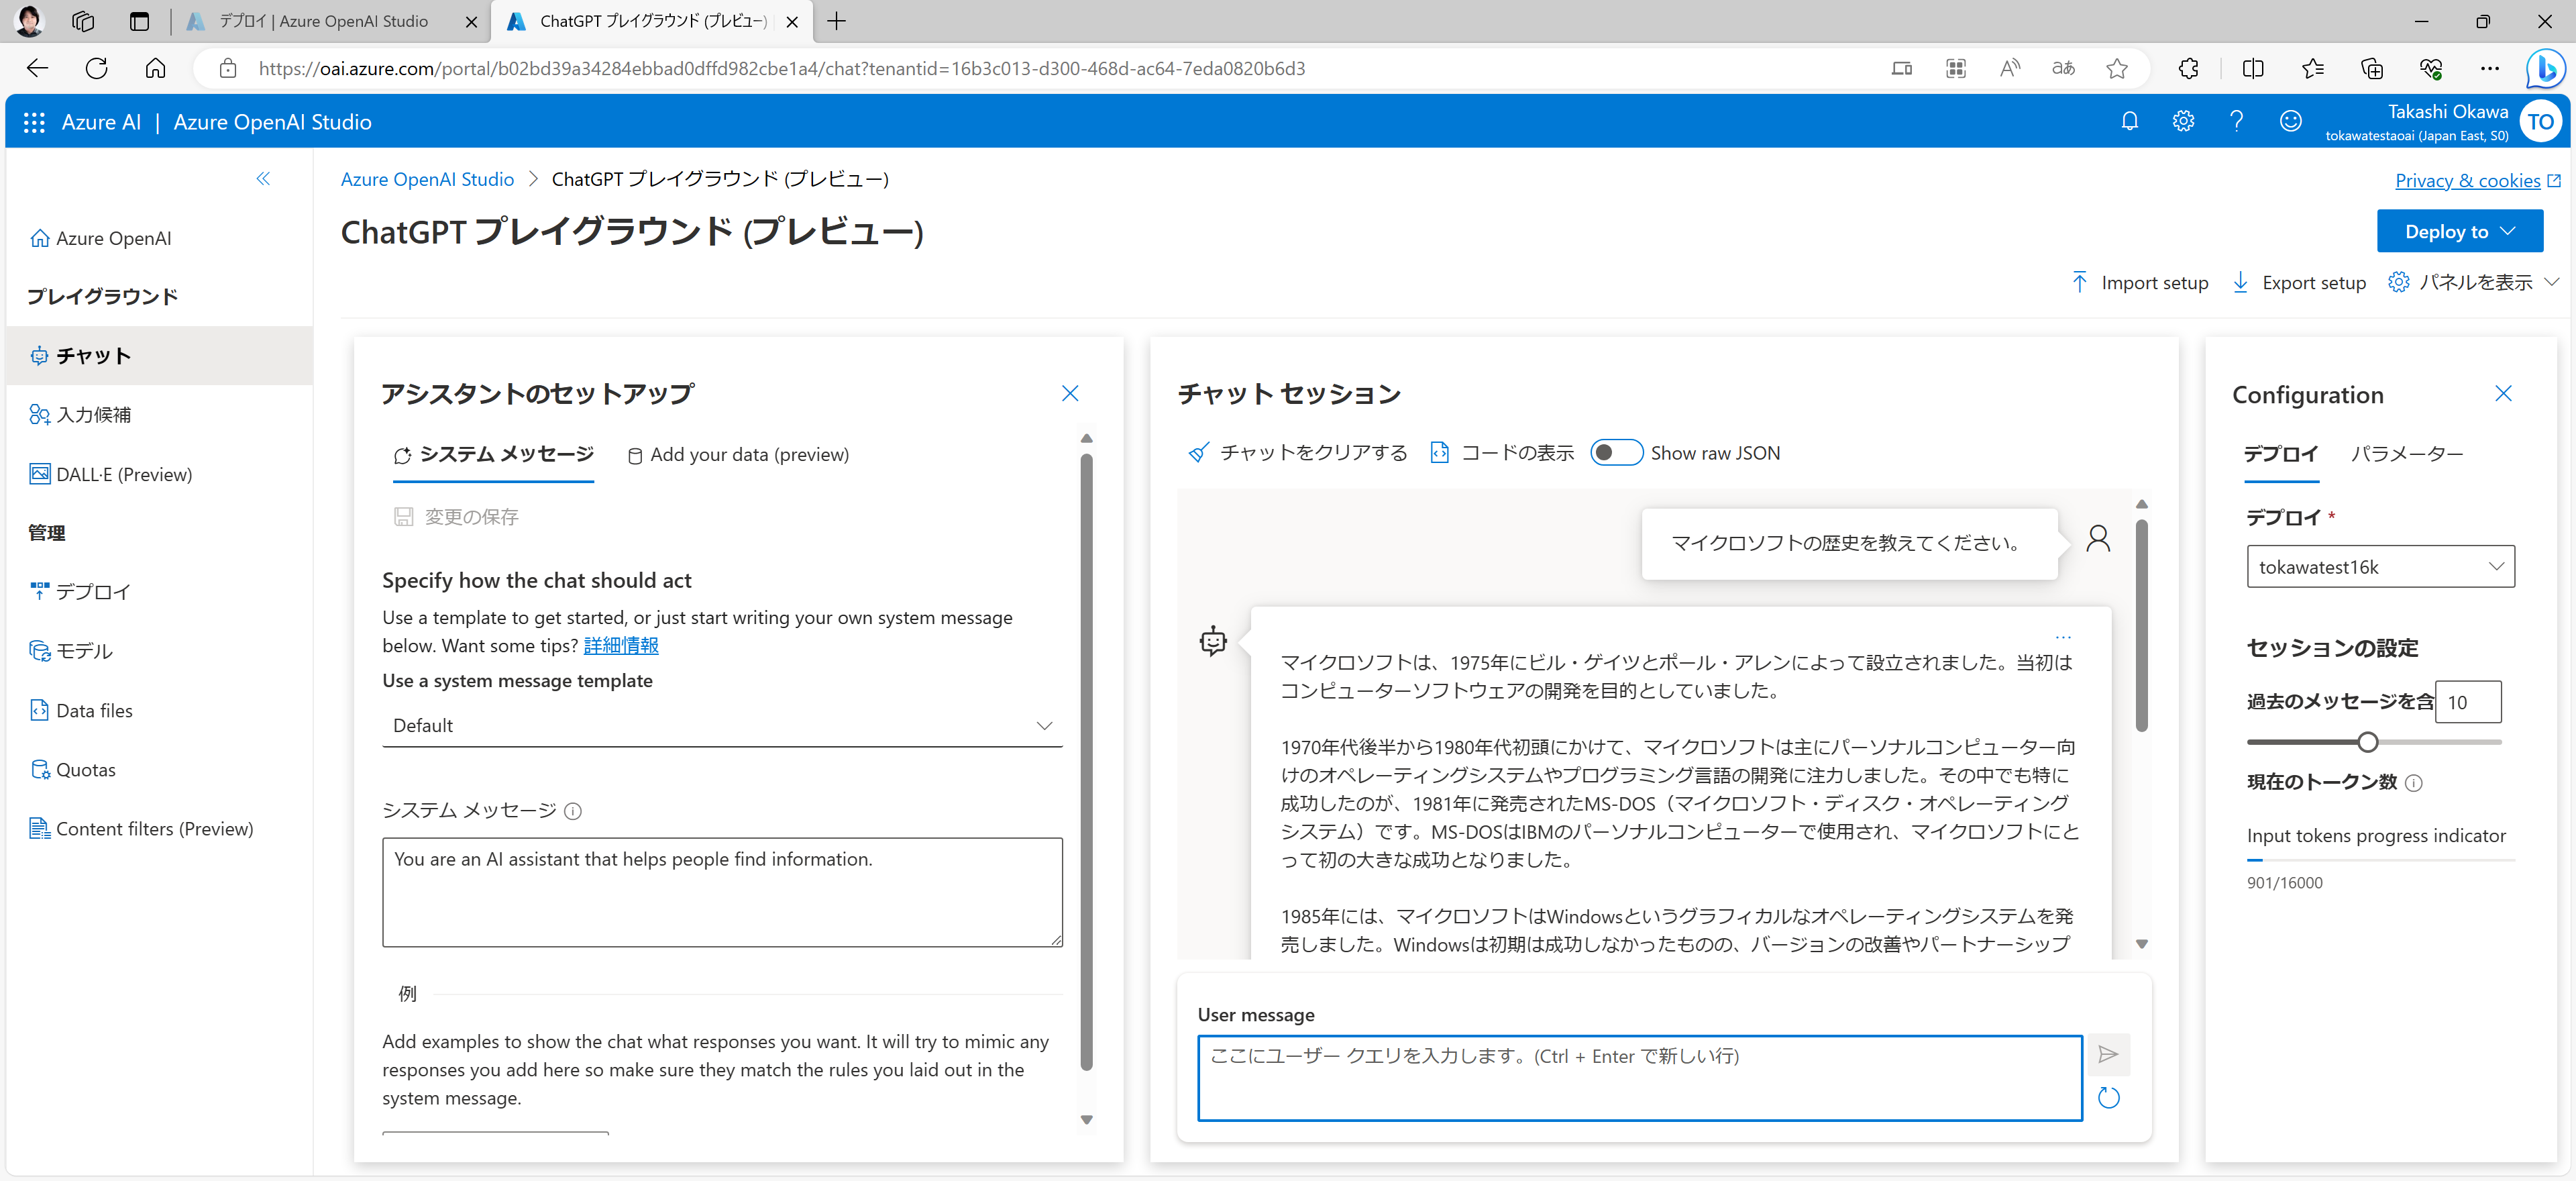 デプロイ | Azure OpenAI Studio
ChatGPT プレイグラウンド (プレビュー)
https://oai.azure.com/portal/b02bd39a34284ebbad0dffd982cbe1a4/chat?tenantid=16b3c013-d300-468d-ac64-7eda0820b6d3
aあ
Azure AI | Azure OpenAI Studio
Takashi Okawa
tokawatestaoai (Japan East, S0)
TO
Azure OpenAI
プレイグラウンド
チャット
入力候補
DALL·E (Preview)
管理
デプロイ
モデル
Data files
Quotas
Content filters (Preview)
Azure OpenAI Studio > ChatGPT プレイグラウンド (プレビュー)
Privacy & cookies
ChatGPT プレイグラウンド (プレビュー)
Deploy to
Import setup
Export setup
パネルを表示
アシスタントのセットアップ
システム メッセージ
Add your data (preview)
変更の保存
Specify how the chat should act
Use a template to get started, or just start writing your own system message
below. Want some tips? 詳細情報
Use a system message template
Default
システム メッセージ
You are an AI assistant that helps people find information.
例
Add examples to show the chat what responses you want. It will try to mimic any
responses you add here so make sure they match the rules you laid out in the
system message.
チャット セッション
チャットをクリアする
コードの表示
Show raw JSON
マイクロソフトの歴史を教えてください。
...
マイクロソフトは、1975年にビル・ゲイツとポール・アレンによって設立されました。当初は
コンピューターソフトウェアの開発を目的としていました。
1970年代後半から1980年代初頭にかけて、マイクロソフトは主にパーソナルコンピューター向
けのオペレーティングシステムやプログラミング言語の開発に注力しました。その中でも特に
成功したのが、1981年に発売されたMS-DOS（マイクロソフト・ディスク・オペレーティング
システム）です。MS-DOSはIBMのパーソナルコンピューターで使用され、マイクロソフトにと
って初の大きな成功となりました。
1985年には、マイクロソフトはWindowsというグラフィカルなオペレーティングシステムを発
売しました。Windowsは初期は成功しなかったものの、バージョンの改善やパートナーシップ
User message
ここにユーザー クエリを入力します。(Ctrl + Enter で新しい行)
Configuration
デプロイ
パラメーター
デプロイ *
tokawatest16k
セッションの設定
過去のメッセージを含
10
現在のトークン数
Input tokens progress indicator
901/16000